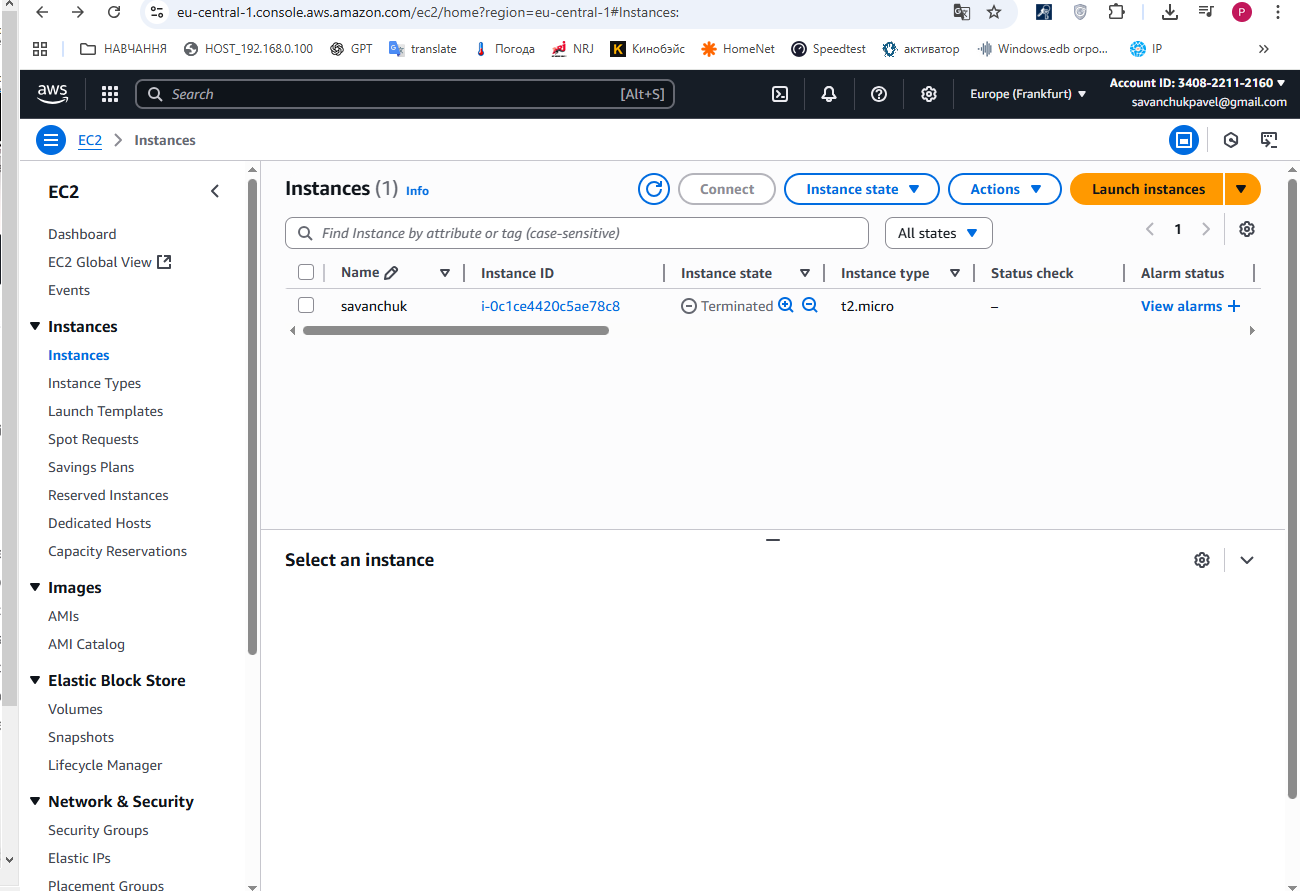 eu-central-1.console.aws.amazon.com/ec2/home?region=eu-central-1#Instances:
P
НАВЧАННЯ HOST_192.168.0.100 GPT translate Погода NRJ Кинобэйс HomeNet Speedtest активатор Windows.edb огро... IP
aws Search [Alt+S] Europe (Frankfurt) Account ID: 3408-2211-2160
savanchukpavel@gmail.com
EC2 Instances
EC2
Dashboard
EC2 Global View
Events
Instances
Instances
Instance Types
Launch Templates
Spot Requests
Savings Plans
Reserved Instances
Dedicated Hosts
Capacity Reservations
Images
AMIs
AMI Catalog
Elastic Block Store
Volumes
Snapshots
Lifecycle Manager
Network & Security
Security Groups
Elastic IPs
Placement Groups
Instances (1) Info Connect Instance state Actions Launch instances
Find Instance by attribute or tag (case-sensitive) All states 1
Name Instance ID Instance state Instance type Status check Alarm status
savanchuk i-0c1ce4420c5ae78c8 Terminated t2.micro – View alarms +
Select an instance